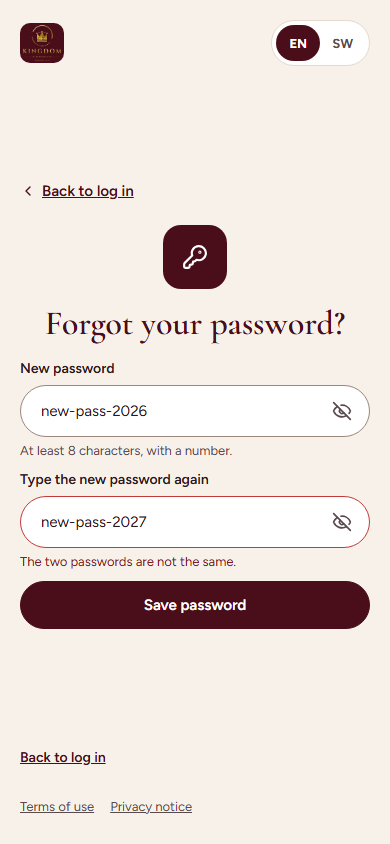 KINGDOM
EN
SW
Back to log in
Forgot your password?
New password
new-pass-2026
At least 8 characters, with a number.
Type the new password again
new-pass-2027
The two passwords are not the same.
Save password
Back to log in
Terms of use
Privacy notice